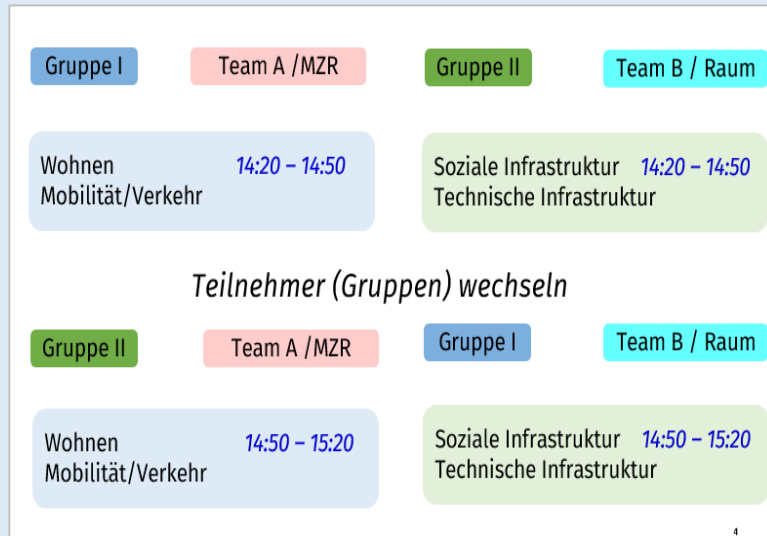 Gruppe I
Team A /MZR
Gruppe II
Team B / Raum
Wohnen 14:20 – 14:50
Mobilität/Verkehr
Soziale Infrastruktur 14:20 – 14:50
Technische Infrastruktur
Teilnehmer (Gruppen) wechseln
Gruppe II
Team A /MZR
Gruppe I
Team B / Raum
Wohnen 14:50 – 15:20
Mobilität/Verkehr
Soziale Infrastruktur 14:50 – 15:20
Technische Infrastruktur
4